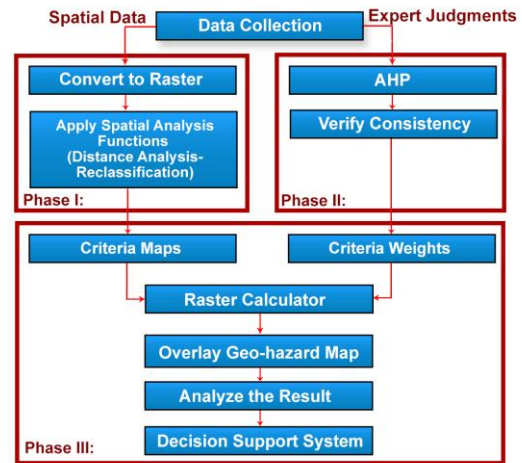 Spatial Data
Data Collection
Expert Judgments
Convert to Raster
Apply Spatial Analysis
Functions
(Distance Analysis-
Reclassification)
Phase I:
AHP
Verify Consistency
Phase II:
Criteria Maps
Criteria Weights
Raster Calculator
Overlay Geo-hazard Map
Analyze the Result
Decision Support System
Phase III: